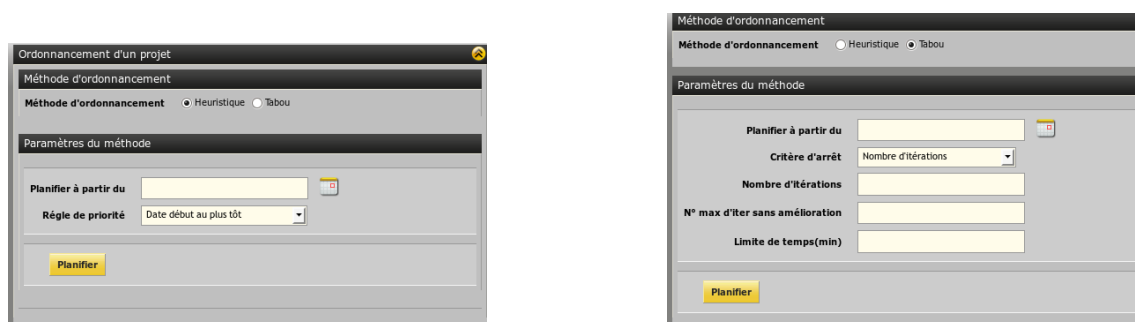 Ordonnancement d'un projet
Méthode d'ordonnancement
Méthode d'ordonnancement Heuristique Tabou
Paramètres du méthode
Planifier à partir du
Régle de priorité Date début au plus tôt
Planifier
Méthode d'ordonnancement
Méthode d'ordonnancement Heuristique Tabou
Paramètres du méthode
Planifier à partir du
Critère d'arrêt Nombre d'itérations
Nombre d'itérations
N° max d'iter sans amélioration
Limite de temps(min)
Planifier